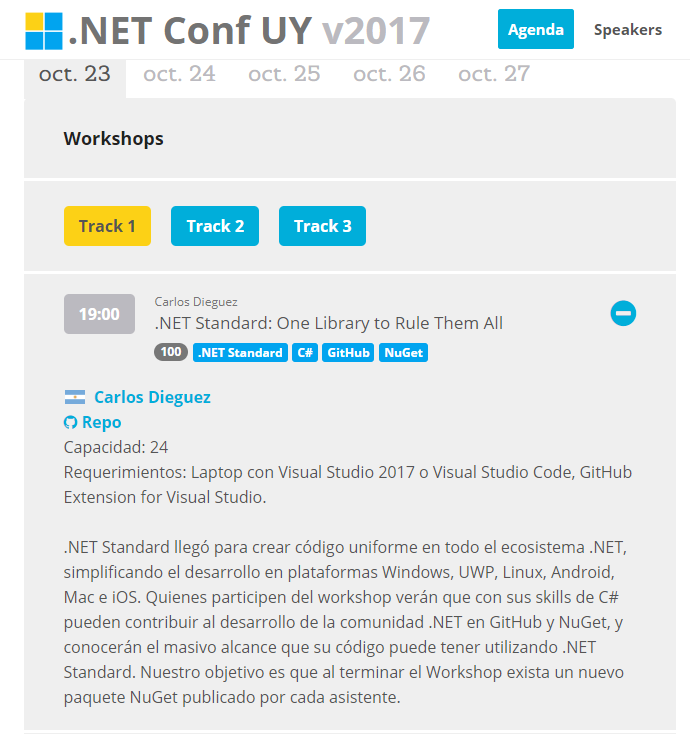 .NET Conf UY v2017
Agenda
Speakers
oct. 23
oct. 24
oct. 25
oct. 26
oct. 27
Workshops
Track 1
Track 2
Track 3
19:00
Carlos Dieguez
.NET Standard: One Library to Rule Them All
100
.NET Standard
C#
GitHub
NuGet
Carlos Dieguez
Repo
Capacidad: 24
Requerimientos: Laptop con Visual Studio 2017 o Visual Studio Code, GitHub
Extension for Visual Studio.
.NET Standard llegó para crear código uniforme en todo el ecosistema .NET,
simplificando el desarrollo en plataformas Windows, UWP, Linux, Android,
Mac e iOS. Quienes participen del workshop verán que con sus skills de C#
pueden contribuir al desarrollo de la comunidad .NET en GitHub y NuGet, y
conocerán el masivo alcance que su código puede tener utilizando .NET
Standard. Nuestro objetivo es que al terminar el Workshop exista un nuevo
paquete NuGet publicado por cada asistente.